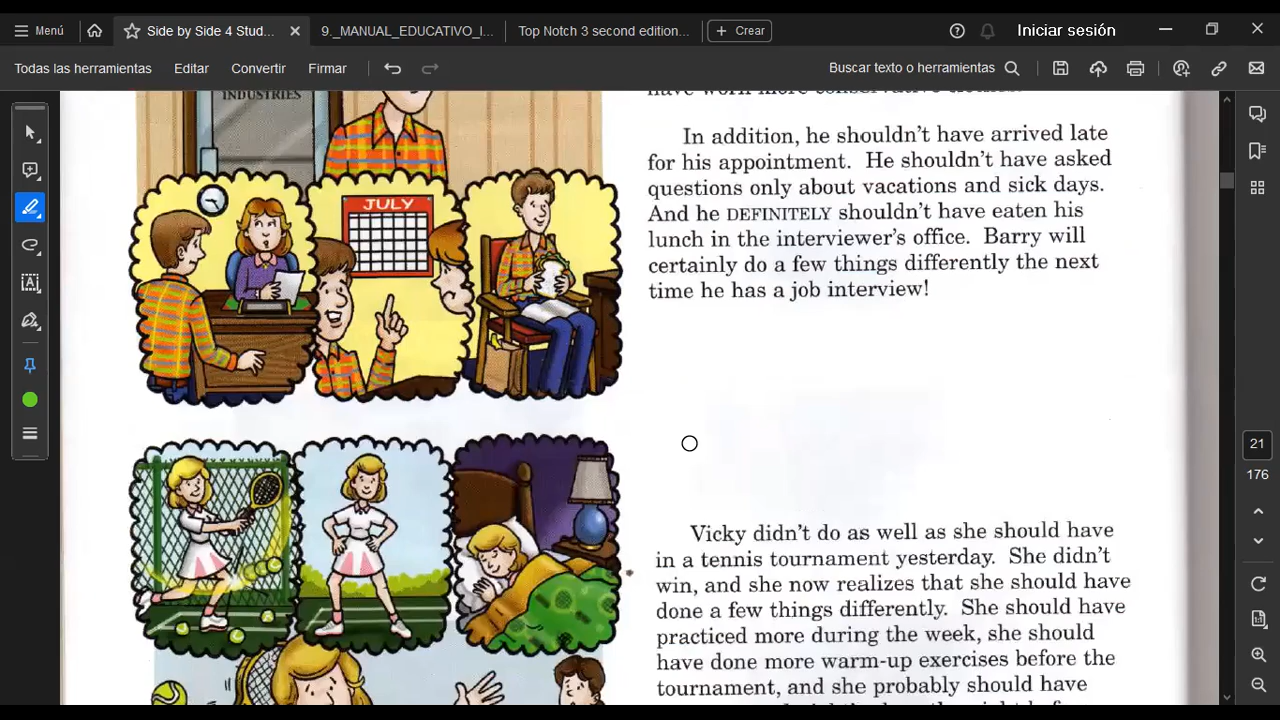 Menú
Side by Side 4 Stud...
9._MANUAL_EDUCATIVO_I...
Top Notch 3 second edition...
Crear
Iniciar sesión
Todas las herramientas
Editar
Convertir
Firmar
Buscar texto o herramientas
INDUSTRIES
JULY
have worn more conservative clothes.
In addition, he shouldn't have arrived late
for his appointment. He shouldn't have asked
questions only about vacations and sick days.
And he DEFINITELY shouldn't have eaten his
lunch in the interviewer's office. Barry will
certainly do a few things differently the next
time he has a job interview!
Vicky didn't do as well as she should have
in a tennis tournament yesterday. She didn't
win, and she now realizes that she should have
done a few things differently. She should have
practiced more during the week, she should
have done more warm-up exercises before the
tournament, and she probably should have
21
176